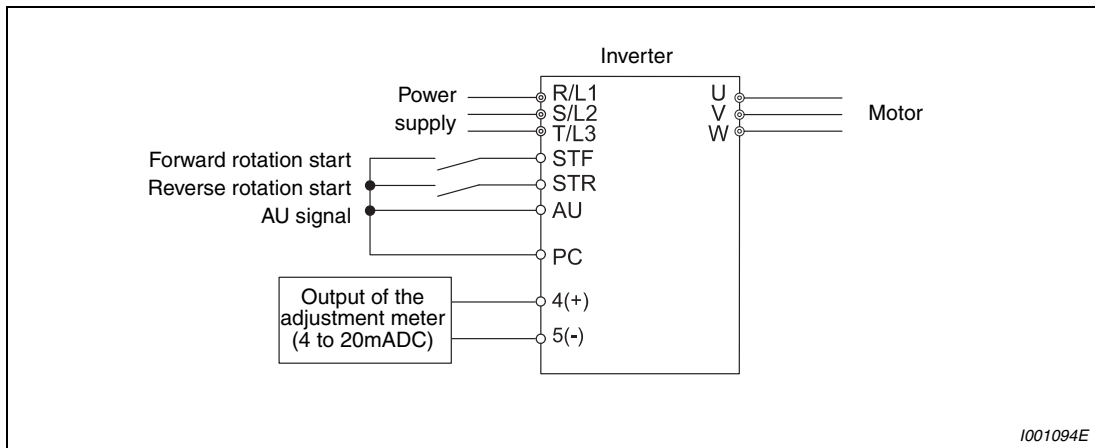 Inverter
Power
supply
R/L1
S/L2
T/L3
U
V
W
Motor
Forward rotation start
STF
Reverse rotation start
STR
AU signal
AU
PC
Output of the
adjustment meter
(4 to 20mADC)
4(+)
5(-)
I001094E